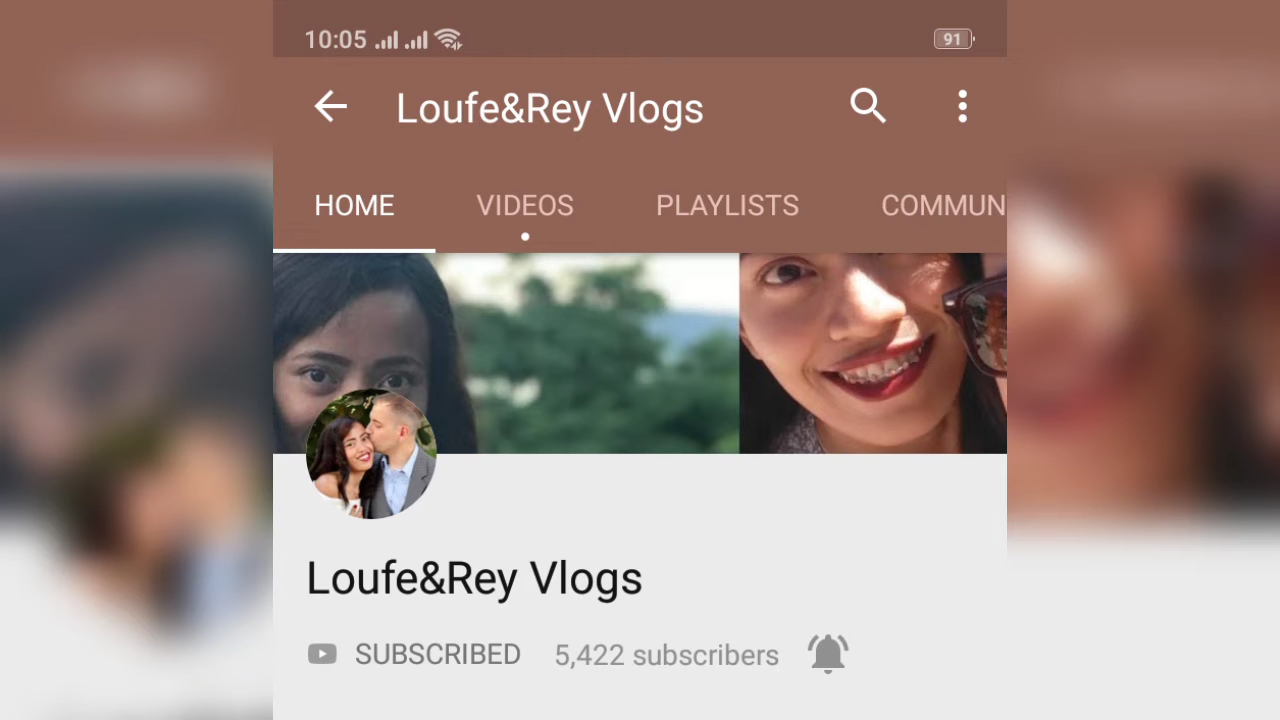 10:05 91
Loufe&Rey Vlogs
HOME VIDEOS PLAYLISTS COMMUN
Loufe&Rey Vlogs
SUBSCRIBED 5,422 subscribers